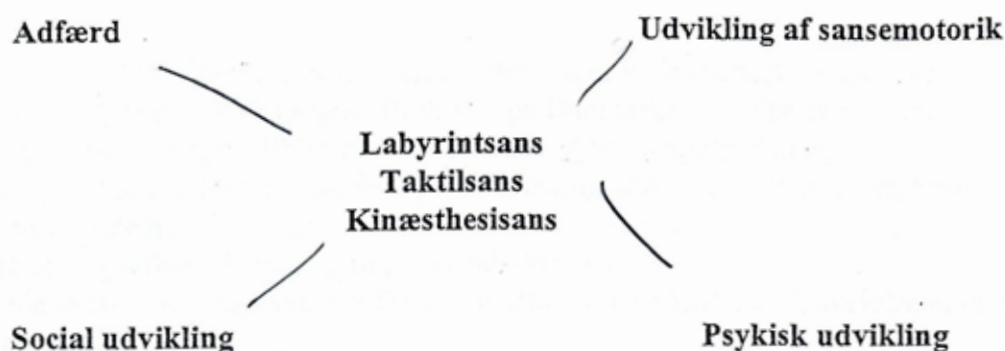 Adfærd
Udvikling af sansemotorik
Labyrintsans
Taktilsans
Kinæsthesisans
Social udvikling
Psykisk udvikling